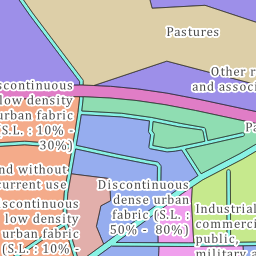 Pastures
Other r
and associ
scontinuous
low density
urban fabric
(S.L. : 10% -
30%)
Pa
nd without
current use
Discontinuous
dense urban
fabric (S.L. :
50% - 80%)
scontinuous
low density
urban fabric
(S.L. : 10% -
Industrial
commerci
public,
military a